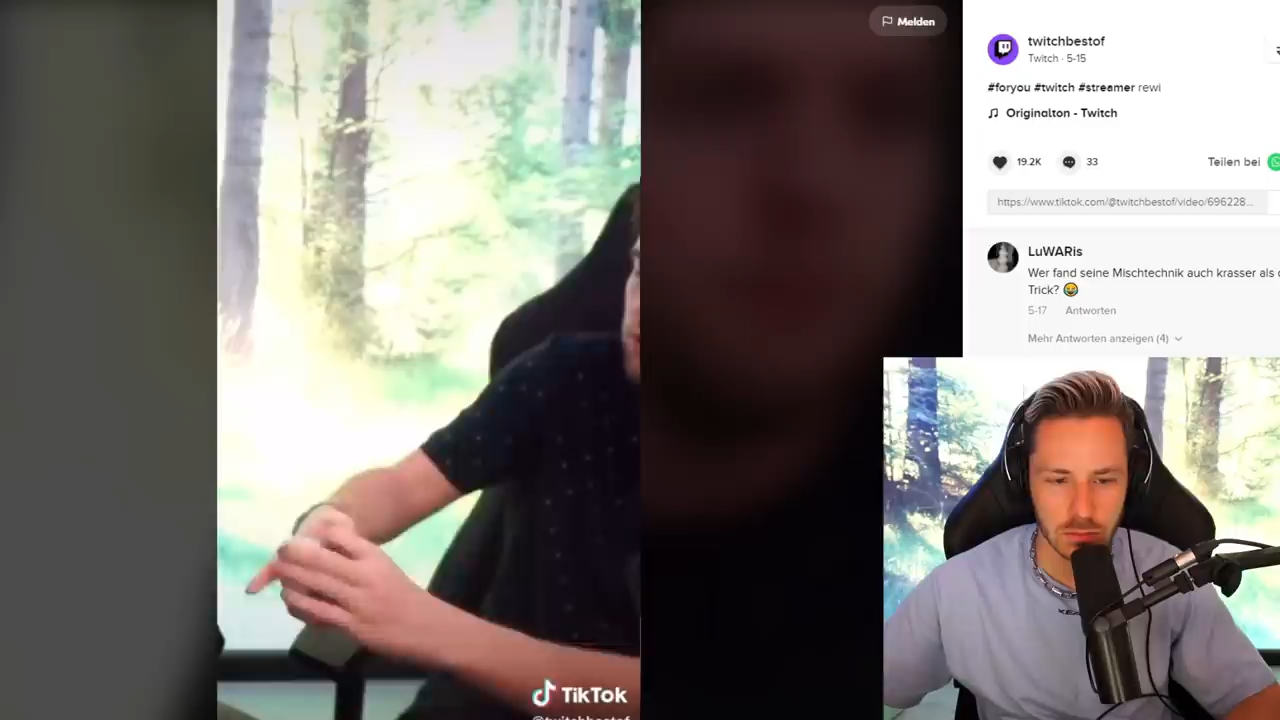 Melden
twitchbestof
Twitch · 5-15
#foryou #twitch #streamer rewi
Originalton - Twitch
19.2K
33
Teilen bei
https://www.tiktok.com/@twitchbestof/video/696228...
LuWARis
Wer fand seine Mischtechnik auch krasser als
Trick? 😂
5-17 Antworten
Mehr Antworten anzeigen (4)
TikTok
@twitchbestof